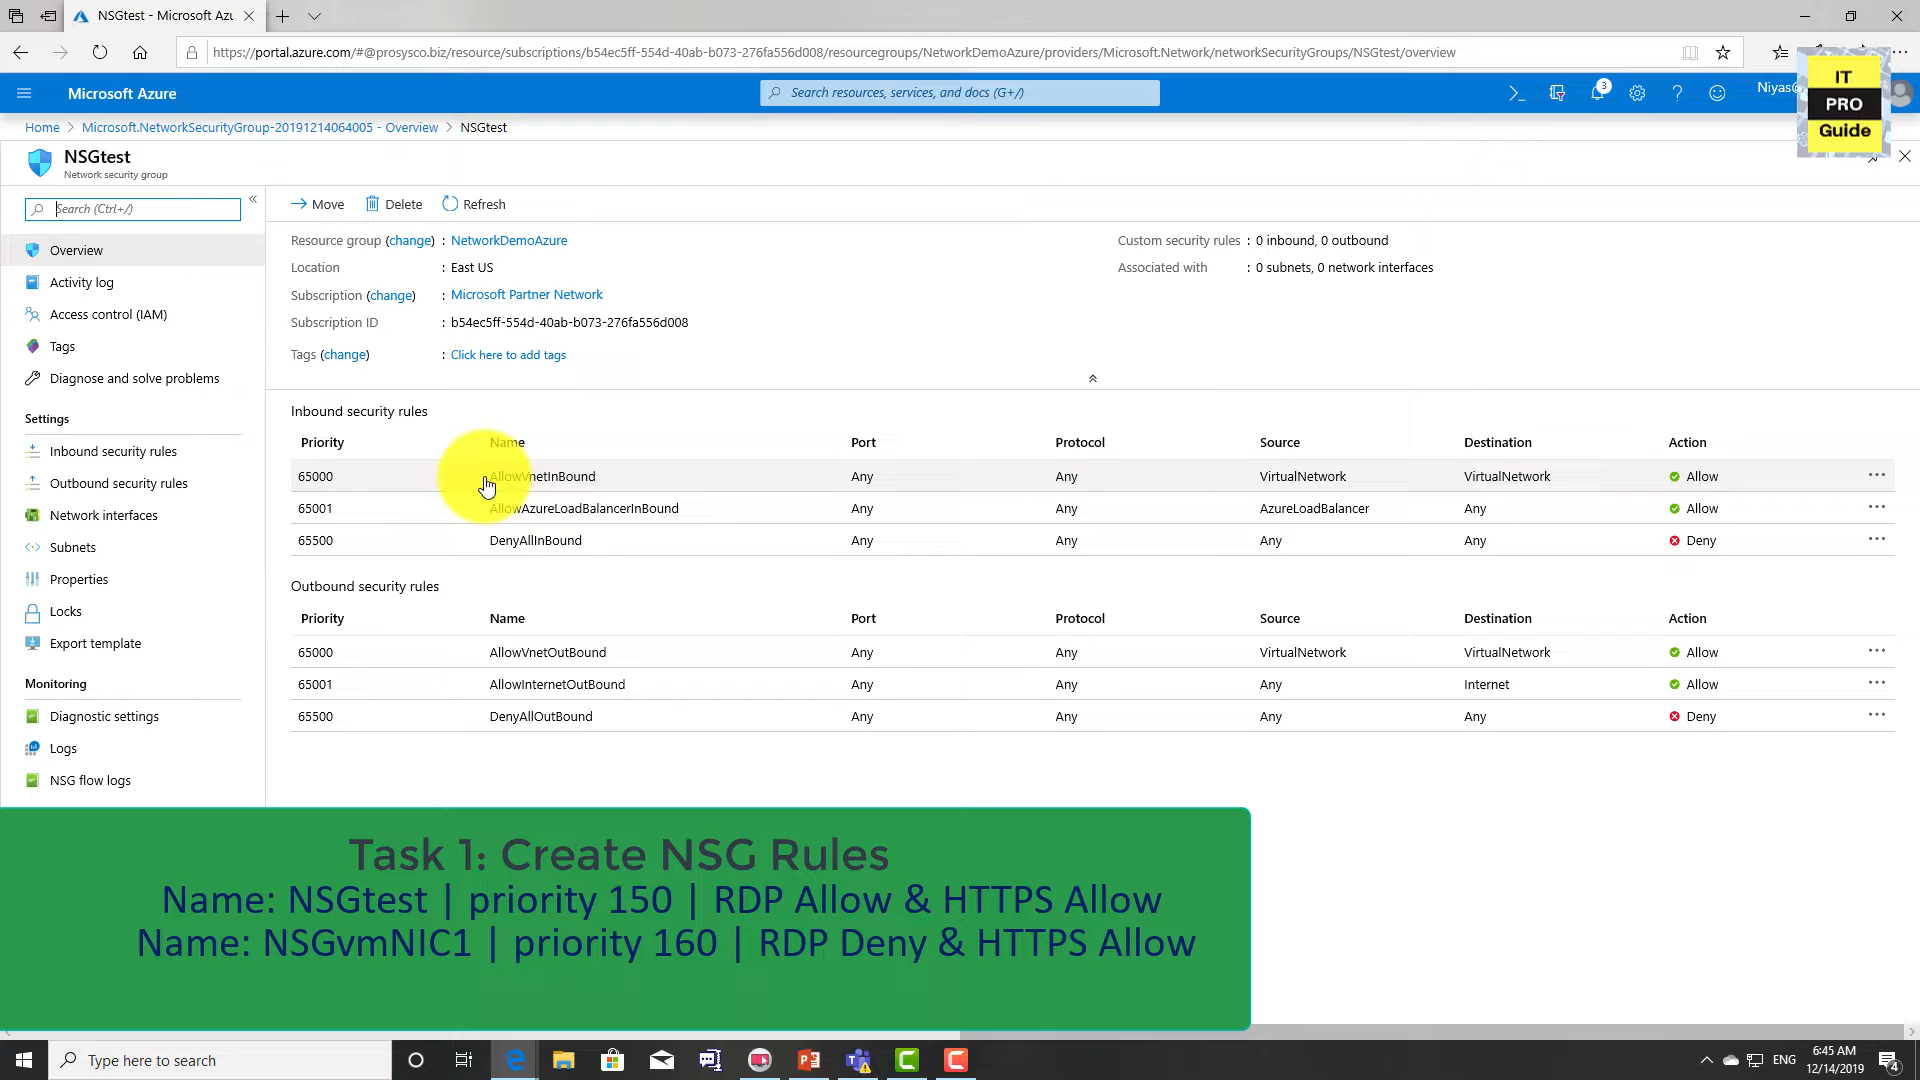 NSGtest - Microsoft Azu
https://portal.azure.com/#@prosysco.biz/resource/subscriptions/b54ec5ff-554d-40ab-b073-276fa556d008/resourcegroups/NetworkDemoAzure/providers/Microsoft.Network/networkSecurityGroups/NSGtest/overview
Microsoft Azure
Search resources, services, and docs (G+/)
3
Niyas@
IT
PRO
Guide
Home > Microsoft.NetworkSecurityGroup-20191214064005 - Overview > NSGtest
NSGtest
Network security group
Search (Ctrl+/)
Move Delete Refresh
Overview
Activity log
Access control (IAM)
Tags
Diagnose and solve problems
Settings
Inbound security rules
Outbound security rules
Network interfaces
Subnets
Properties
Locks
Export template
Monitoring
Diagnostic settings
Logs
NSG flow logs
Resource group (change) : NetworkDemoAzure
Location : East US
Subscription (change) : Microsoft Partner Network
Subscription ID : b54ec5ff-554d-40ab-b073-276fa556d008
Tags (change) : Click here to add tags
Custom security rules : 0 inbound, 0 outbound
Associated with : 0 subnets, 0 network interfaces
Inbound security rules
Priority Name Port Protocol Source Destination Action
65000 AllowVnetInBound Any Any VirtualNetwork VirtualNetwork Allow
65001 AllowAzureLoadBalancerInBound Any Any AzureLoadBalancer Any Allow
65500 DenyAllInBound Any Any Any Any Deny
Outbound security rules
Priority Name Port Protocol Source Destination Action
65000 AllowVnetOutBound Any Any VirtualNetwork VirtualNetwork Allow
65001 AllowInternetOutBound Any Any Any Internet Allow
65500 DenyAllOutBound Any Any Any Any Deny
Task 1: Create NSG Rules
Name: NSGtest | priority 150 | RDP Allow & HTTPS Allow
Name: NSGvmNIC1 | priority 160 | RDP Deny & HTTPS Allow
Type here to search
ENG
6:45 AM
12/14/2019
4